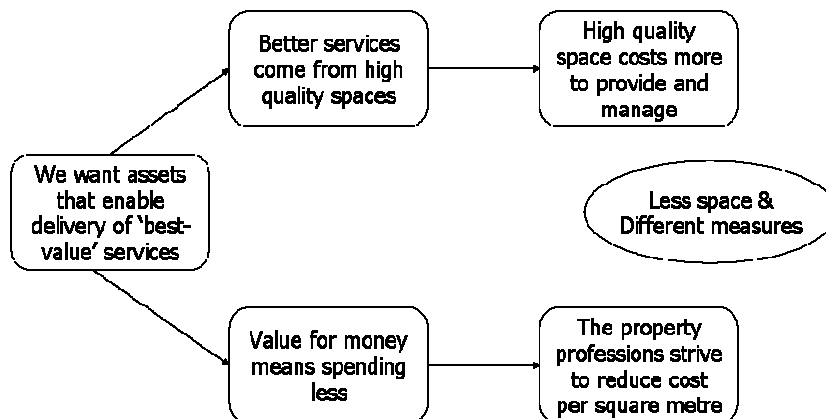 Better services
come from high
quality spaces
High quality
space costs more
to provide and
manage
We want assets
that enable
delivery of ‘best-
value’ services
Less space &
Different measures
Value for money
means spending
less
The property
professions strive
to reduce cost
per square metre